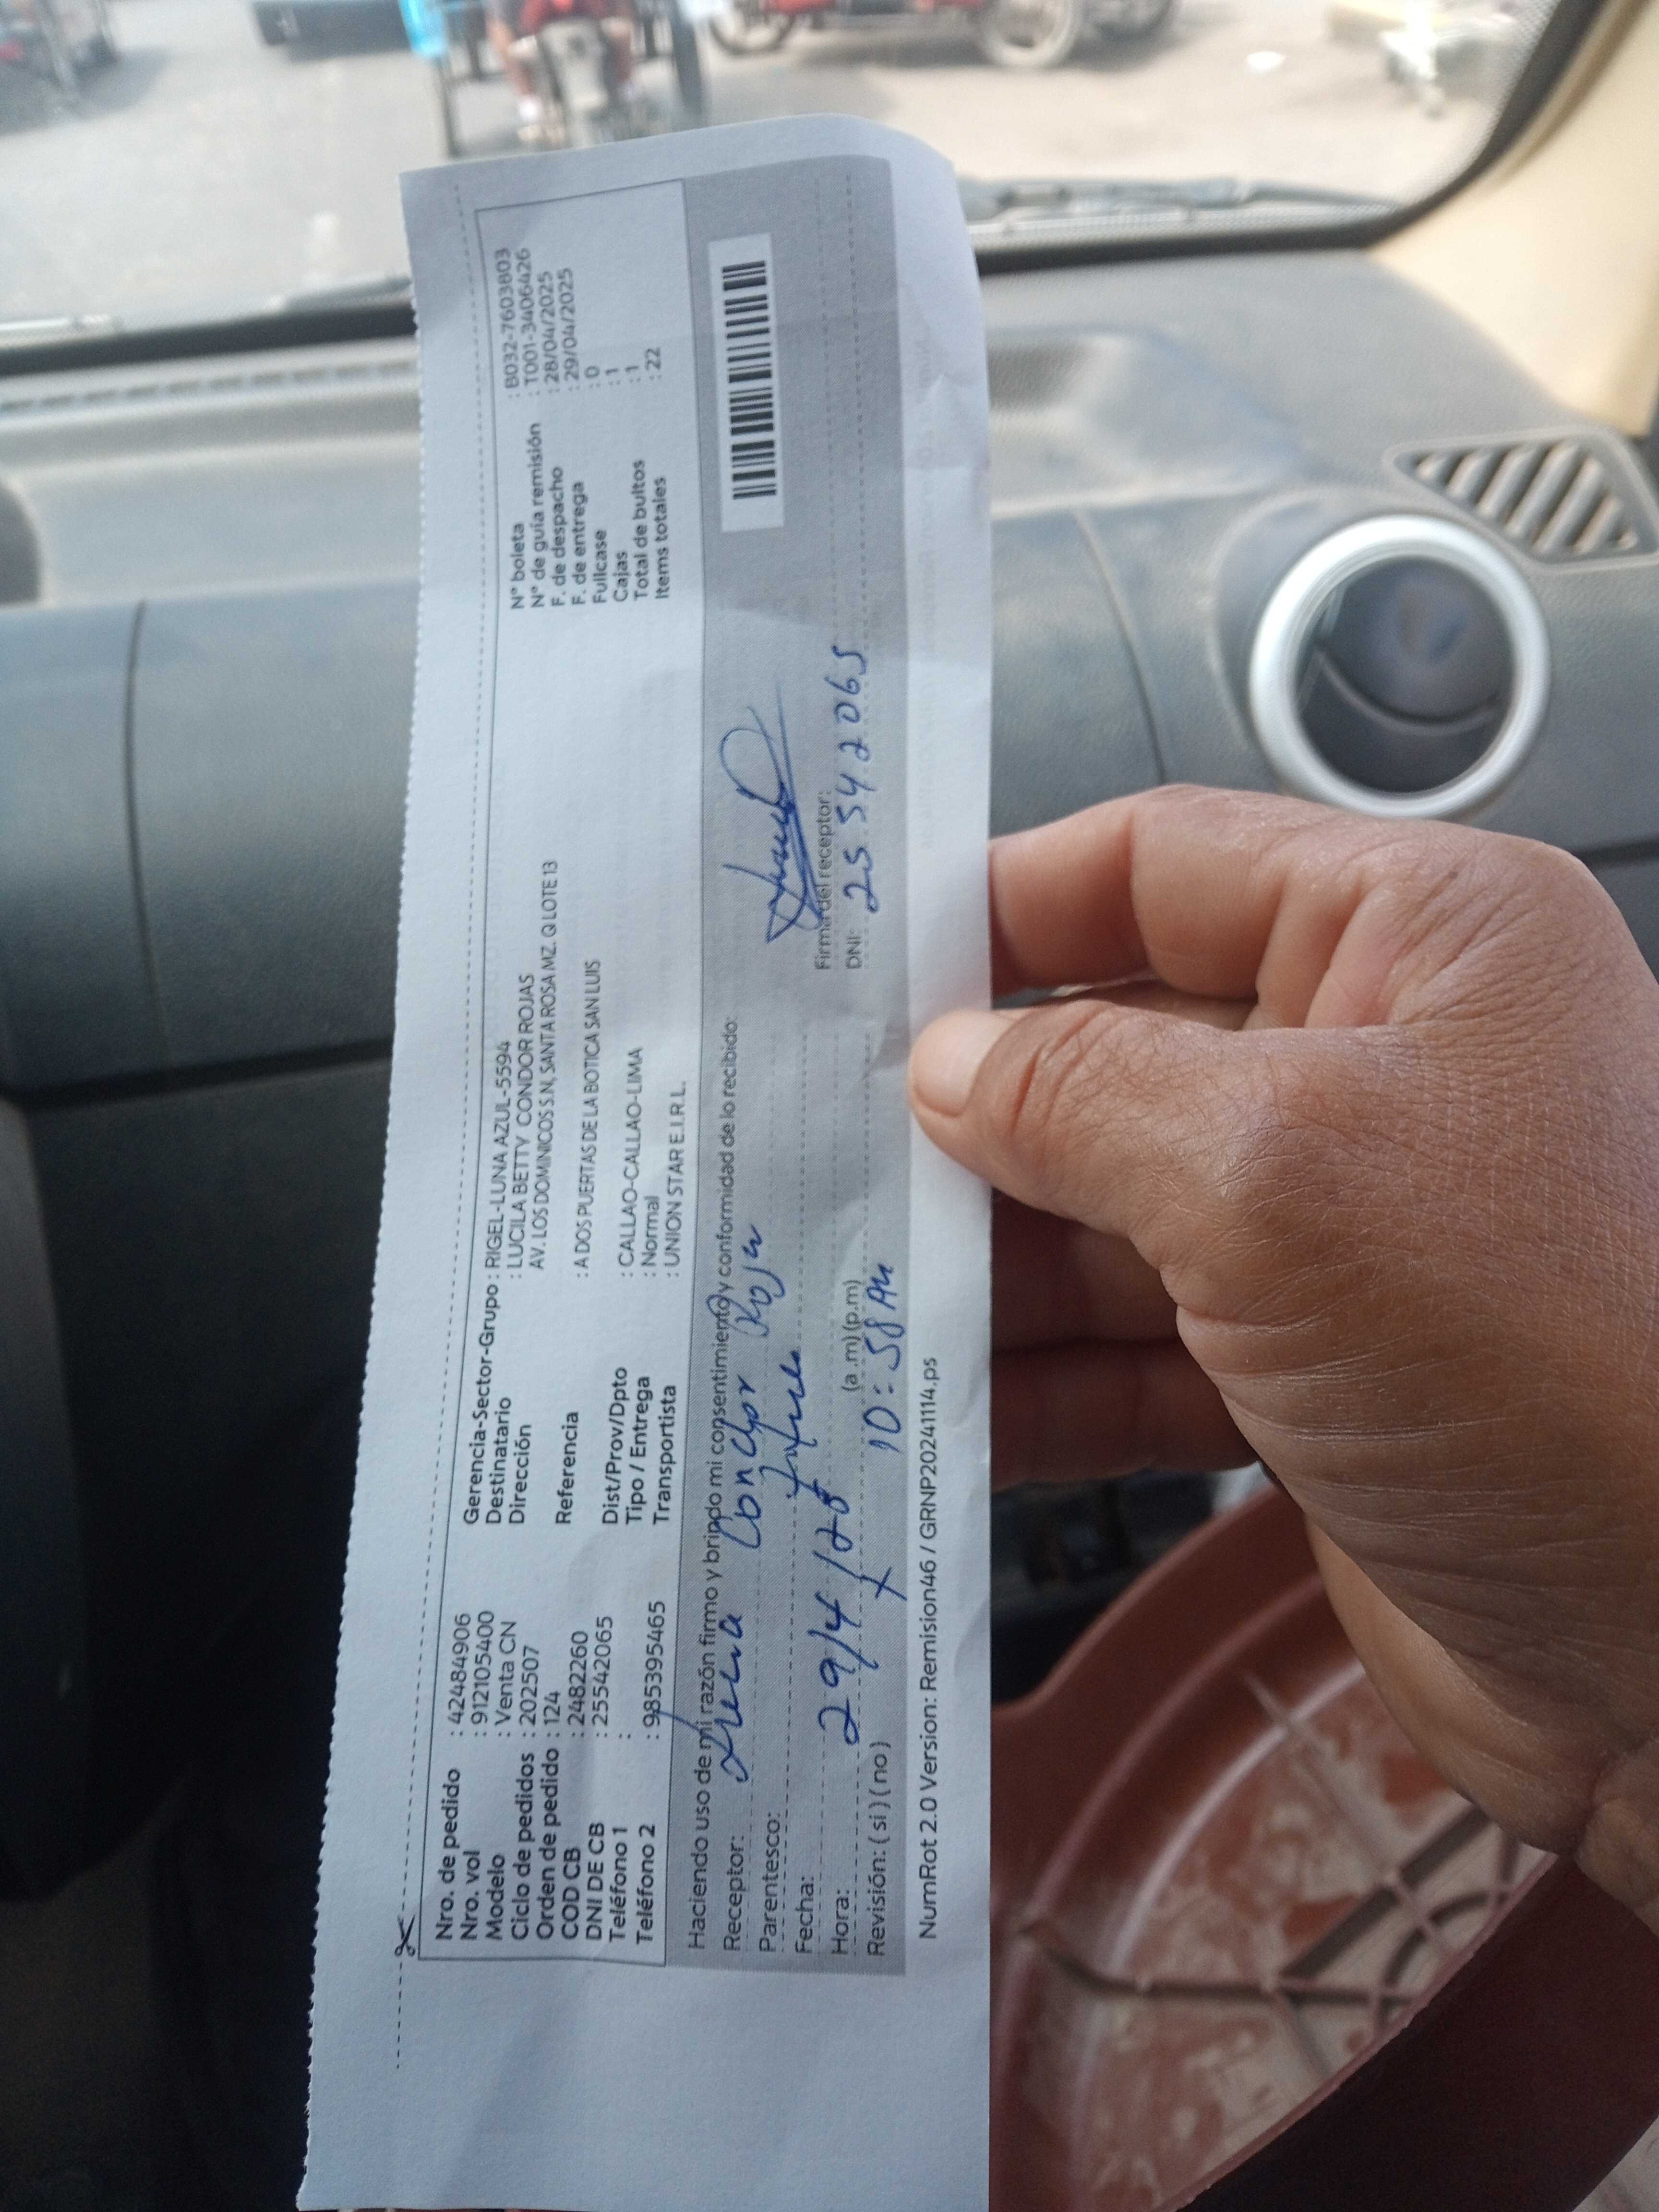 Nro. de pedido : 42484906
Nro. vol : 912105400
Modelo : Venta CN
Ciclo de pedidos : 202507
Orden de pedido : 124
COD CB : 2482260
DNI DE CB : 25542065
Teléfono 1 :
Teléfono 2 : 985395465
Gerencia-Sector-Grupo : RIGEL-LUNA AZUL-5594
Destinatario : LUCILA BETTY CONDOR ROJAS
Dirección AV. LOS DOMINICOS S.N, SANTA ROSA MZ. Q LOTE 13
Referencia : A DOS PUERTAS DE LA BOTICA SAN LUIS
Dist/Prov/Dpto : CALLAO-CALLAO-LIMA
Tipo / Entrega : Normal
Transportista : UNION STAR E.I.R.L.
N° boleta : B032-7603803
N° de guía remisión : T001-3406426
F. de despacho : 28/04/2025
F. de entrega : 29/04/2025
Fullcase : 0
Cajas : 1
Total de bultos : 1
Items totales : 22
Haciendo uso de mi razón firmo y brindo mi consentimiento y conformidad de lo recibido:
Receptor: Condor
Parentesco:
Fecha: 29/4/25
Hora: (a.m) (p.m) 10:58 AM
Revisión: ( si ) ( no )
Firma del receptor:
DNI: 25542065
NumRot 2.0 Version: Remision46 / GRNP20241114.ps